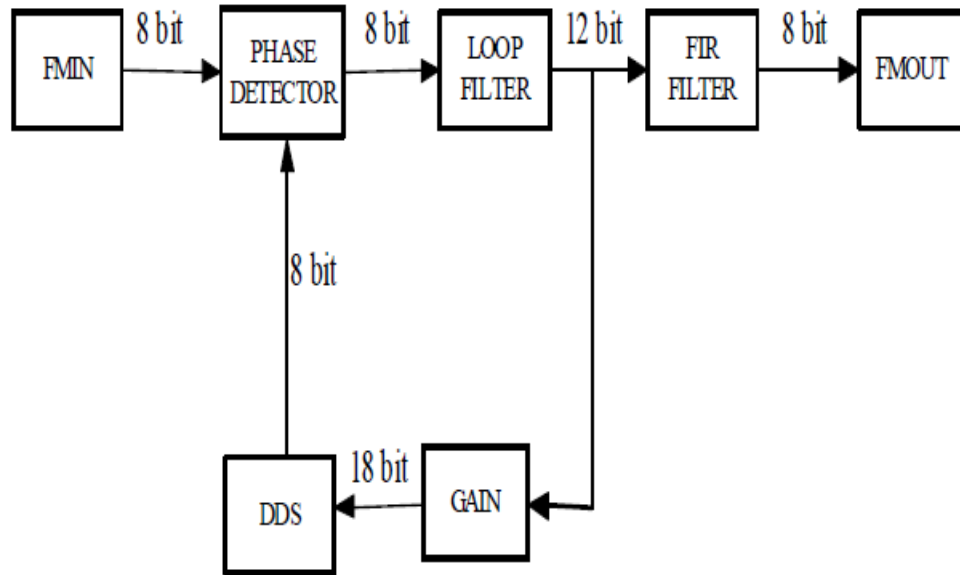 8 bit
8 bit
12 bit
8 bit
FMIN
PHASE
DETECTOR
LOOP
FILTER
FIR
FILTER
FMOUT
8 bit
18 bit
DDS
GAIN